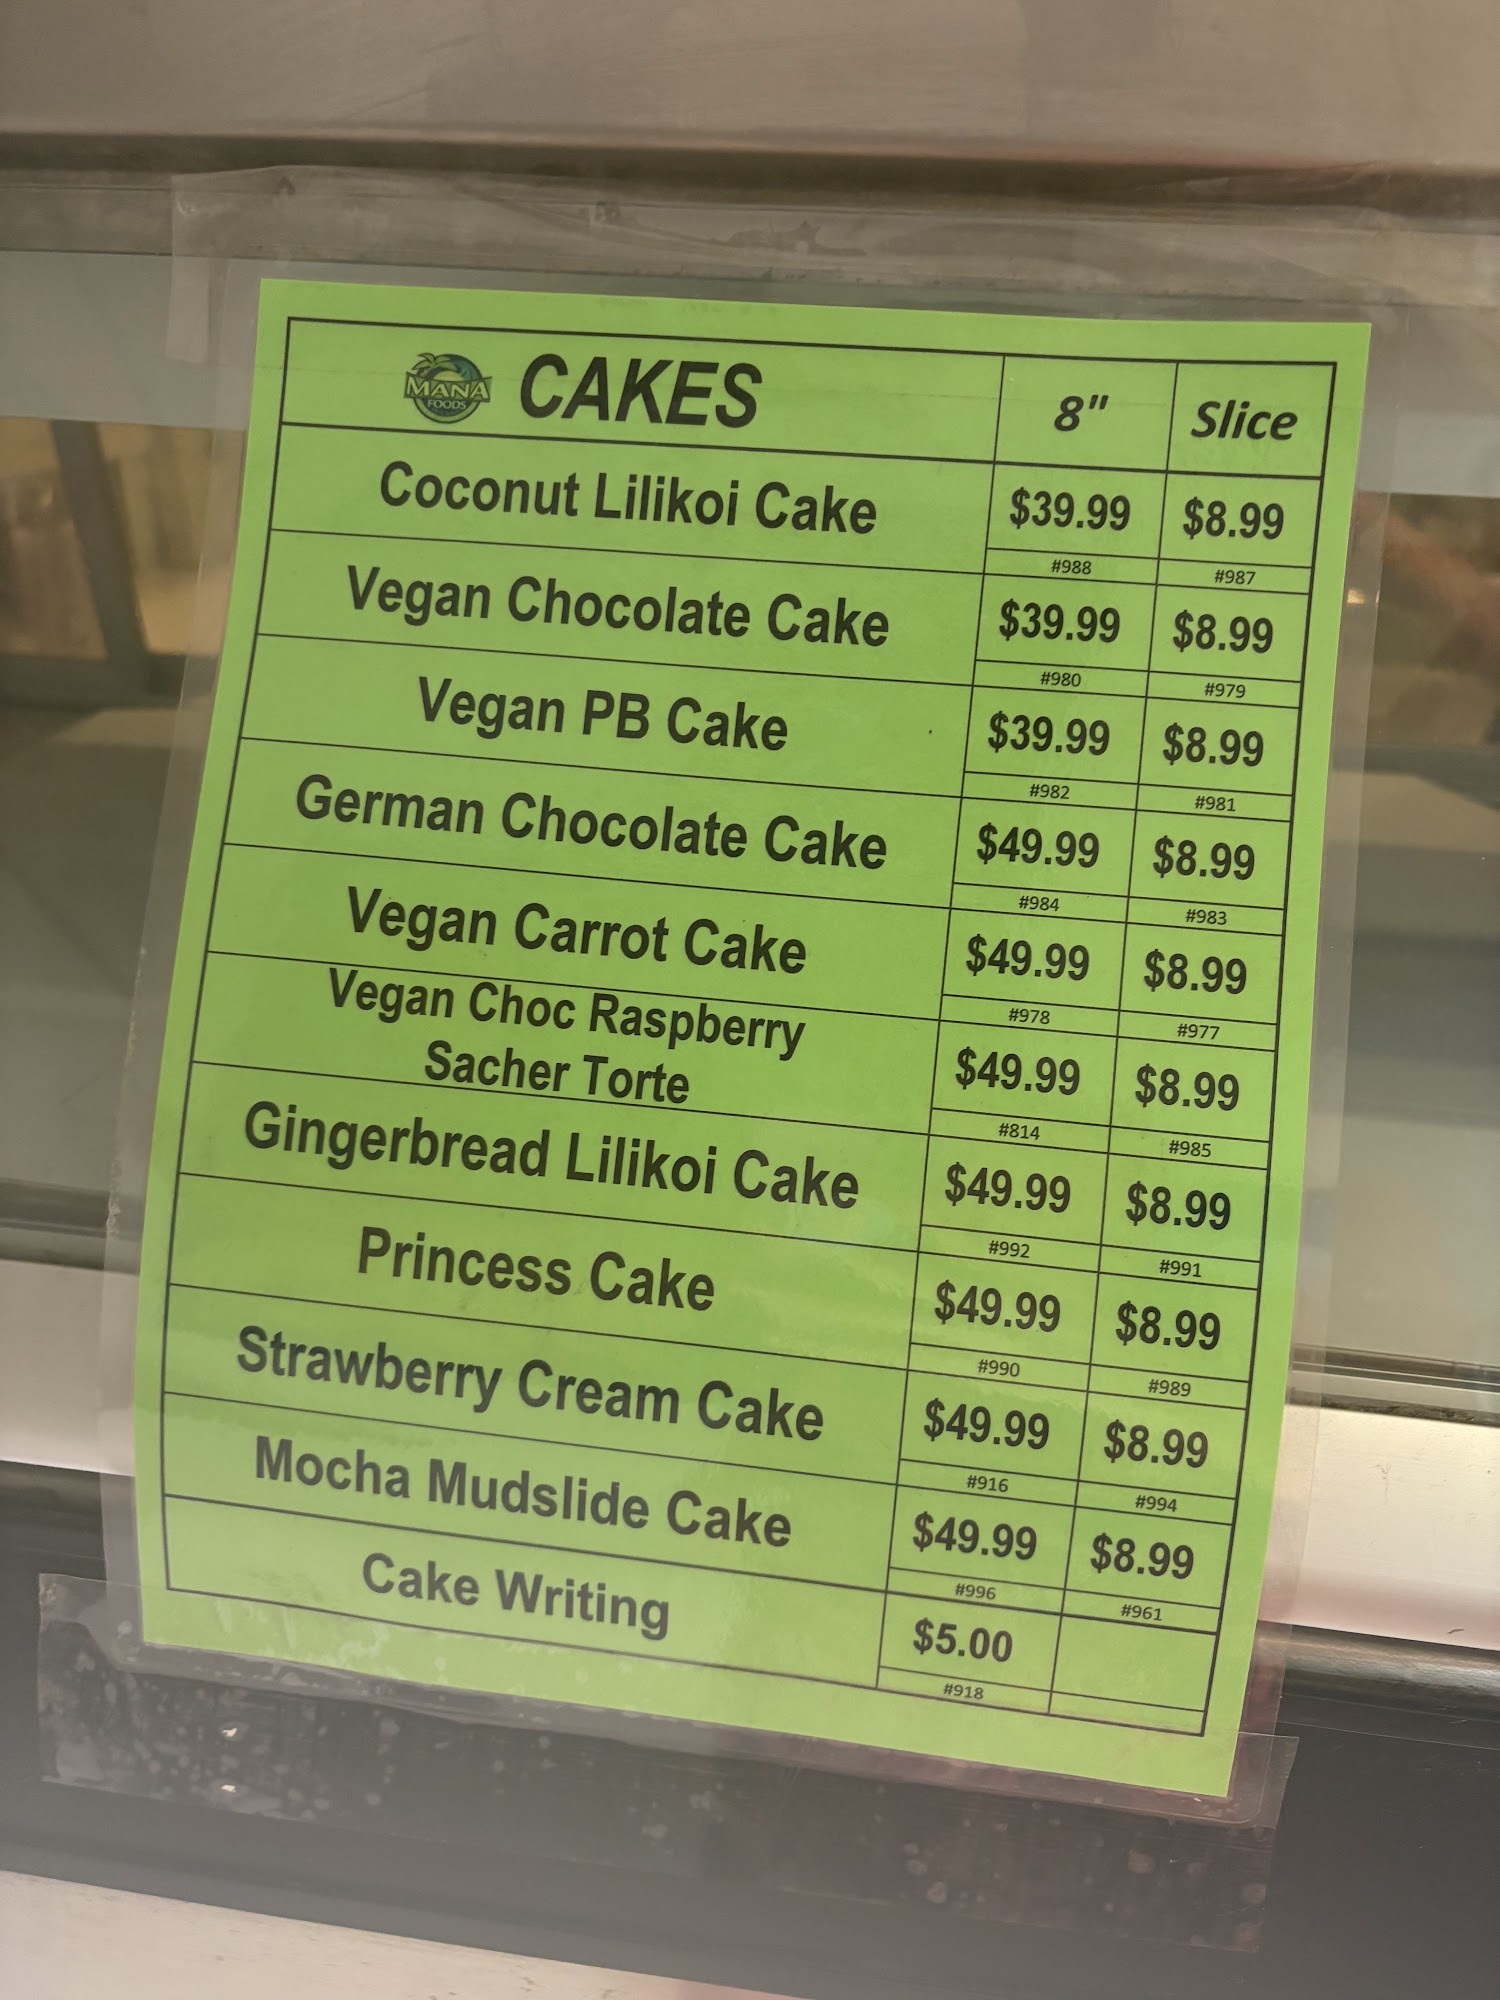 MANA FOODS CAKES 8" Slice
Coconut Lilikoi Cake $39.99 $8.99
#988 #987
Vegan Chocolate Cake $39.99 $8.99
#980 #979
Vegan PB Cake $39.99 $8.99
#982 #981
German Chocolate Cake $49.99 $8.99
#984 #983
Vegan Carrot Cake $49.99 $8.99
#978 #977
Vegan Choc Raspberry
Sacher Torte $49.99 $8.99
#814 #985
Gingerbread Lilikoi Cake $49.99 $8.99
#992 #991
Princess Cake $49.99 $8.99
#990 #989
Strawberry Cream Cake $49.99 $8.99
#916 #994
Mocha Mudslide Cake $49.99 $8.99
#996 #961
Cake Writing $5.00
#918